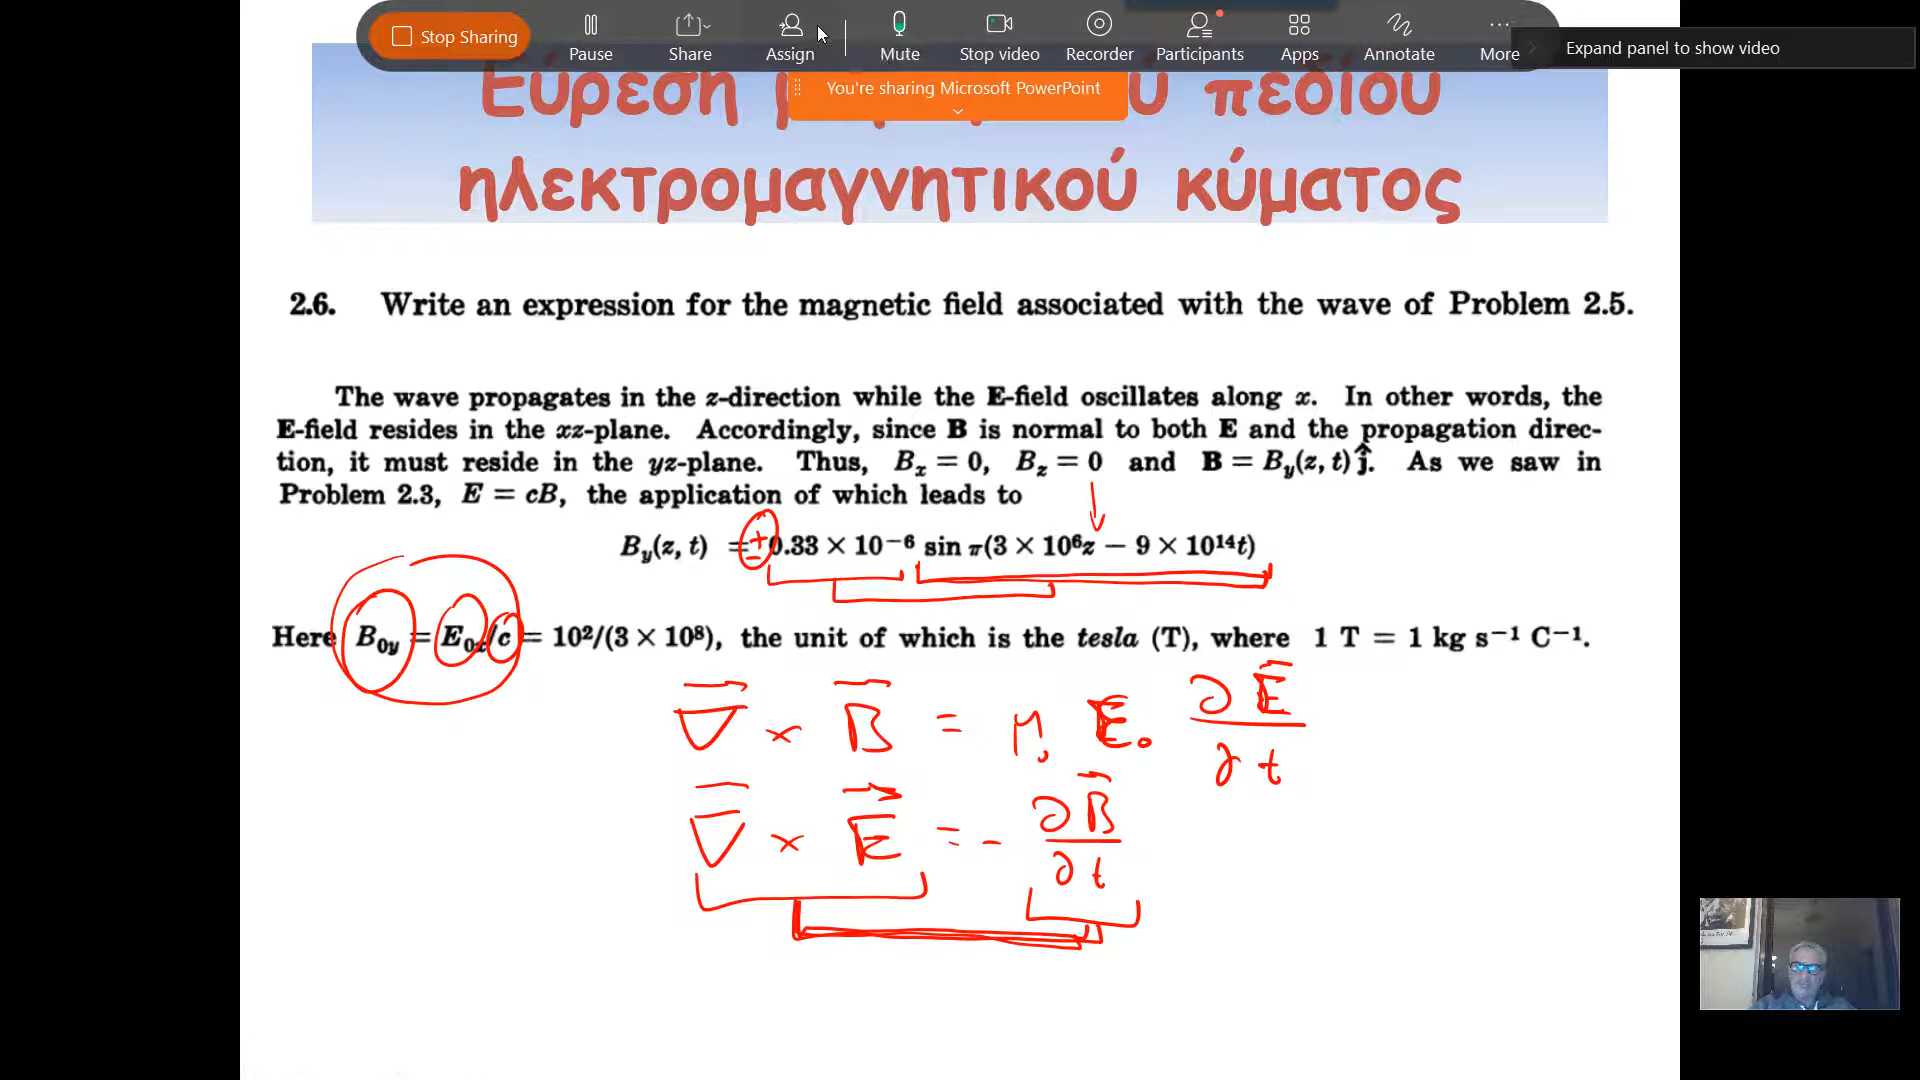 Stop Sharing
Pause
Share
Assign
Mute
Stop video
Recorder
Participants
Apps
Annotate
More
Expand panel to show video
You're sharing Microsoft PowerPoint
Εύρεση μ ύ πεδίου
ηλεκτρομαγνητικού κύματος
2.6. Write an expression for the magnetic field associated with the wave of Problem 2.5.
The wave propagates in the z-direction while the E-field oscillates along x. In other words, the
E-field resides in the xz-plane. Accordingly, since B is normal to both E and the propagation direc-
tion, it must reside in the yz-plane. Thus, Bₓ = 0, B_z = 0 and B = B_y(z, t) ĵ. As we saw in
Problem 2.3, E = cB, the application of which leads to
B_y(z, t) = ± 0.33 × 10⁻⁶ sin π(3 × 10⁶z − 9 × 10¹⁴t)
Here B₀y = E₀ₓ/c = 10²/(3 × 10⁸), the unit of which is the tesla (T), where 1 T = 1 kg s⁻¹ C⁻¹.
∇ × B = μ₀ ε₀ ∂E/∂t
∇ × E = - ∂B/∂t